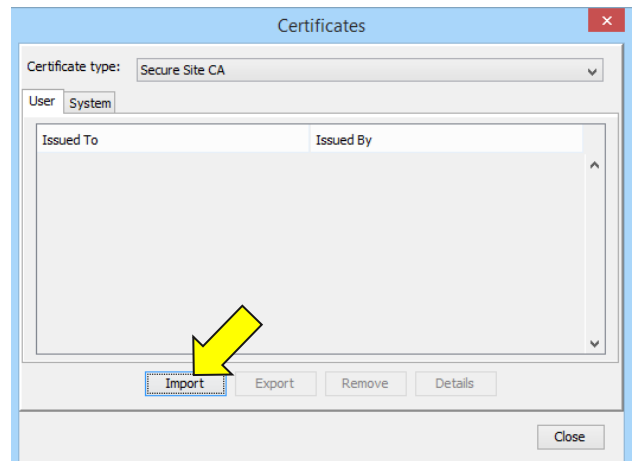 Certificates
Certificate type: Secure Site CA
User System
Issued To Issued By
Import Export Remove Details
Close